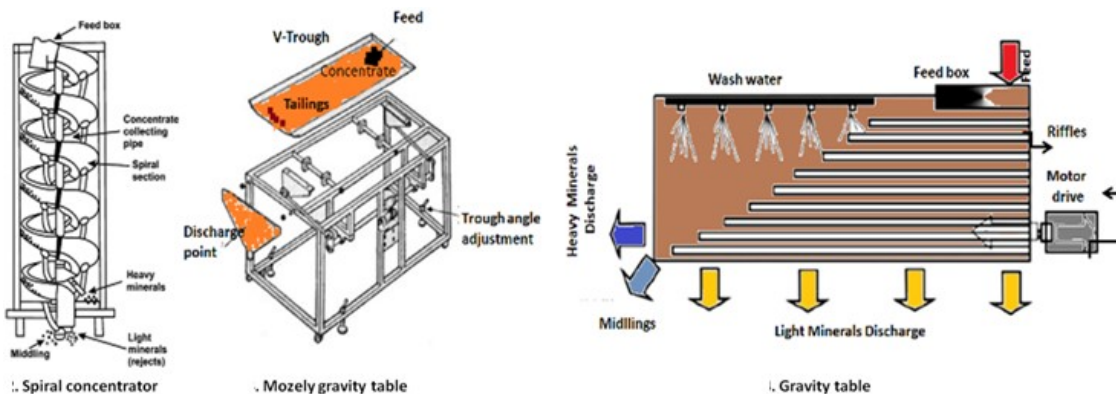 Feed box
Concentrate
collecting
pipe
Spiral
section
Heavy
minerals
Middling
Light
minerals
(rejects)
. Spiral concentrator
V-Trough
Feed
Concentrate
Tailings
Discharge
point
Trough angle
adjustment
. Mozely gravity table
Wash water
Feed box
Feed
Riffles
Motor
drive
Heavy Minerals
Discharge
Midllings
Light Minerals Discharge
. Gravity table